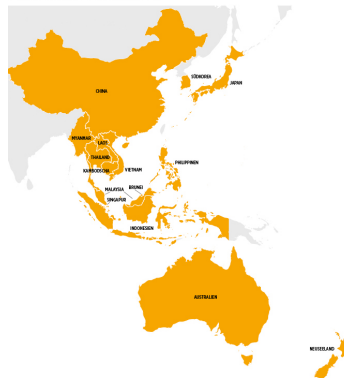 SÜDKOREA
JAPAN
CHINA
MYANMAR
LAOS
THAILAND
PHILIPPINEN
KAMBODSCHA
VIETNAM
MALAYSIA
BRUNEI
SINGAPUR
INDONESIEN
AUSTRALIEN
NEUSEELAND